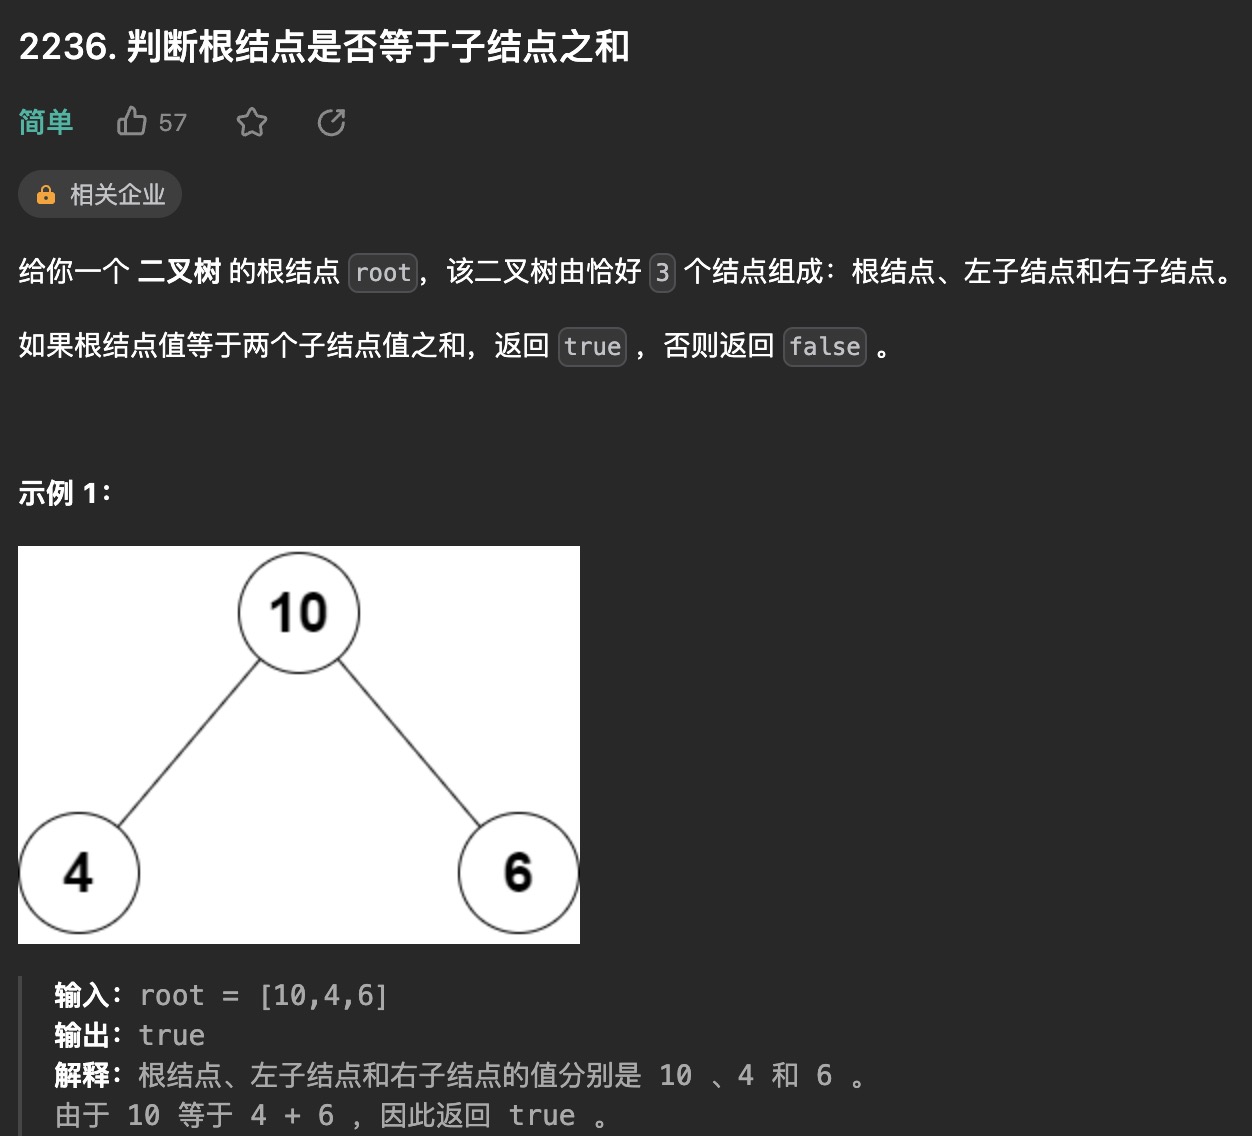 2236. 判断根结点是否等于子结点之和
简单 57
相关企业
给你一个 二叉树 的根结点 root，该二叉树由恰好 3 个结点组成：根结点、左子结点和右子结点。
如果根结点值等于两个子结点值之和，返回 true ，否则返回 false 。
示例 1：
10
4 6
输入：root = [10,4,6]
输出：true
解释：根结点、左子结点和右子结点的值分别是 10 、4 和 6 。
由于 10 等于 4 + 6 ，因此返回 true 。